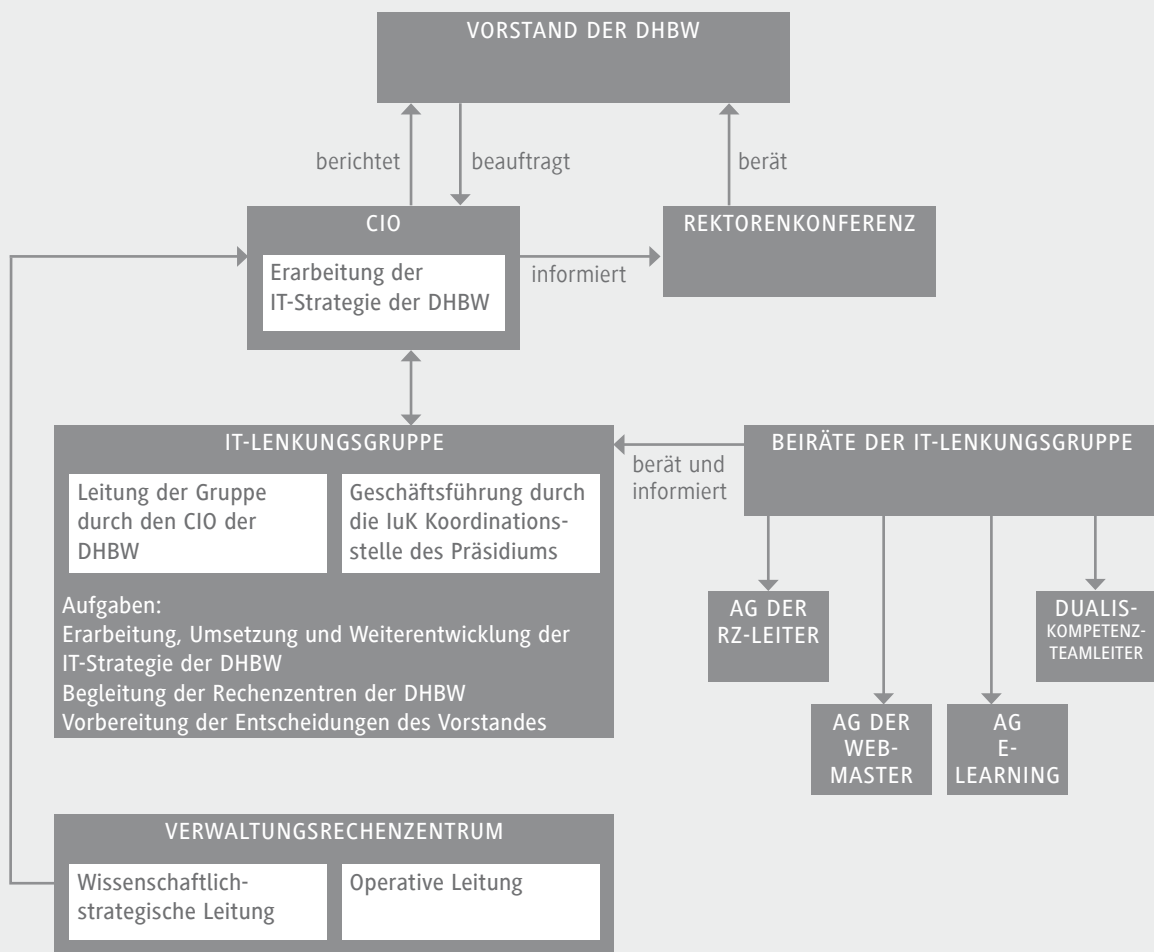 VORSTAND DER DHBW
berichtet
beauftragt
berät
CIO
Erarbeitung der
IT-Strategie der DHBW
informiert
REKTORENKONFERENZ
IT-LENKUNGSGRUPPE
Leitung der Gruppe
durch den CIO der
DHBW
Geschäftsführung durch
die IuK Koordinations-
stelle des Präsidiums
Aufgaben:
Erarbeitung, Umsetzung und Weiterentwicklung der
IT-Strategie der DHBW
Begleitung der Rechenzentren der DHBW
Vorbereitung der Entscheidungen des Vorstandes
berät und
informiert
BEIRÄTE DER IT-LENKUNGSGRUPPE
AG DER
RZ-LEITER
AG DER
WEB-
MASTER
AG
E-
LEARNING
DUALIS-
KOMPETENZ-
TEAMLEITER
VERWALTUNGSRECHENZENTRUM
Wissenschaftlich-
strategische Leitung
Operative Leitung